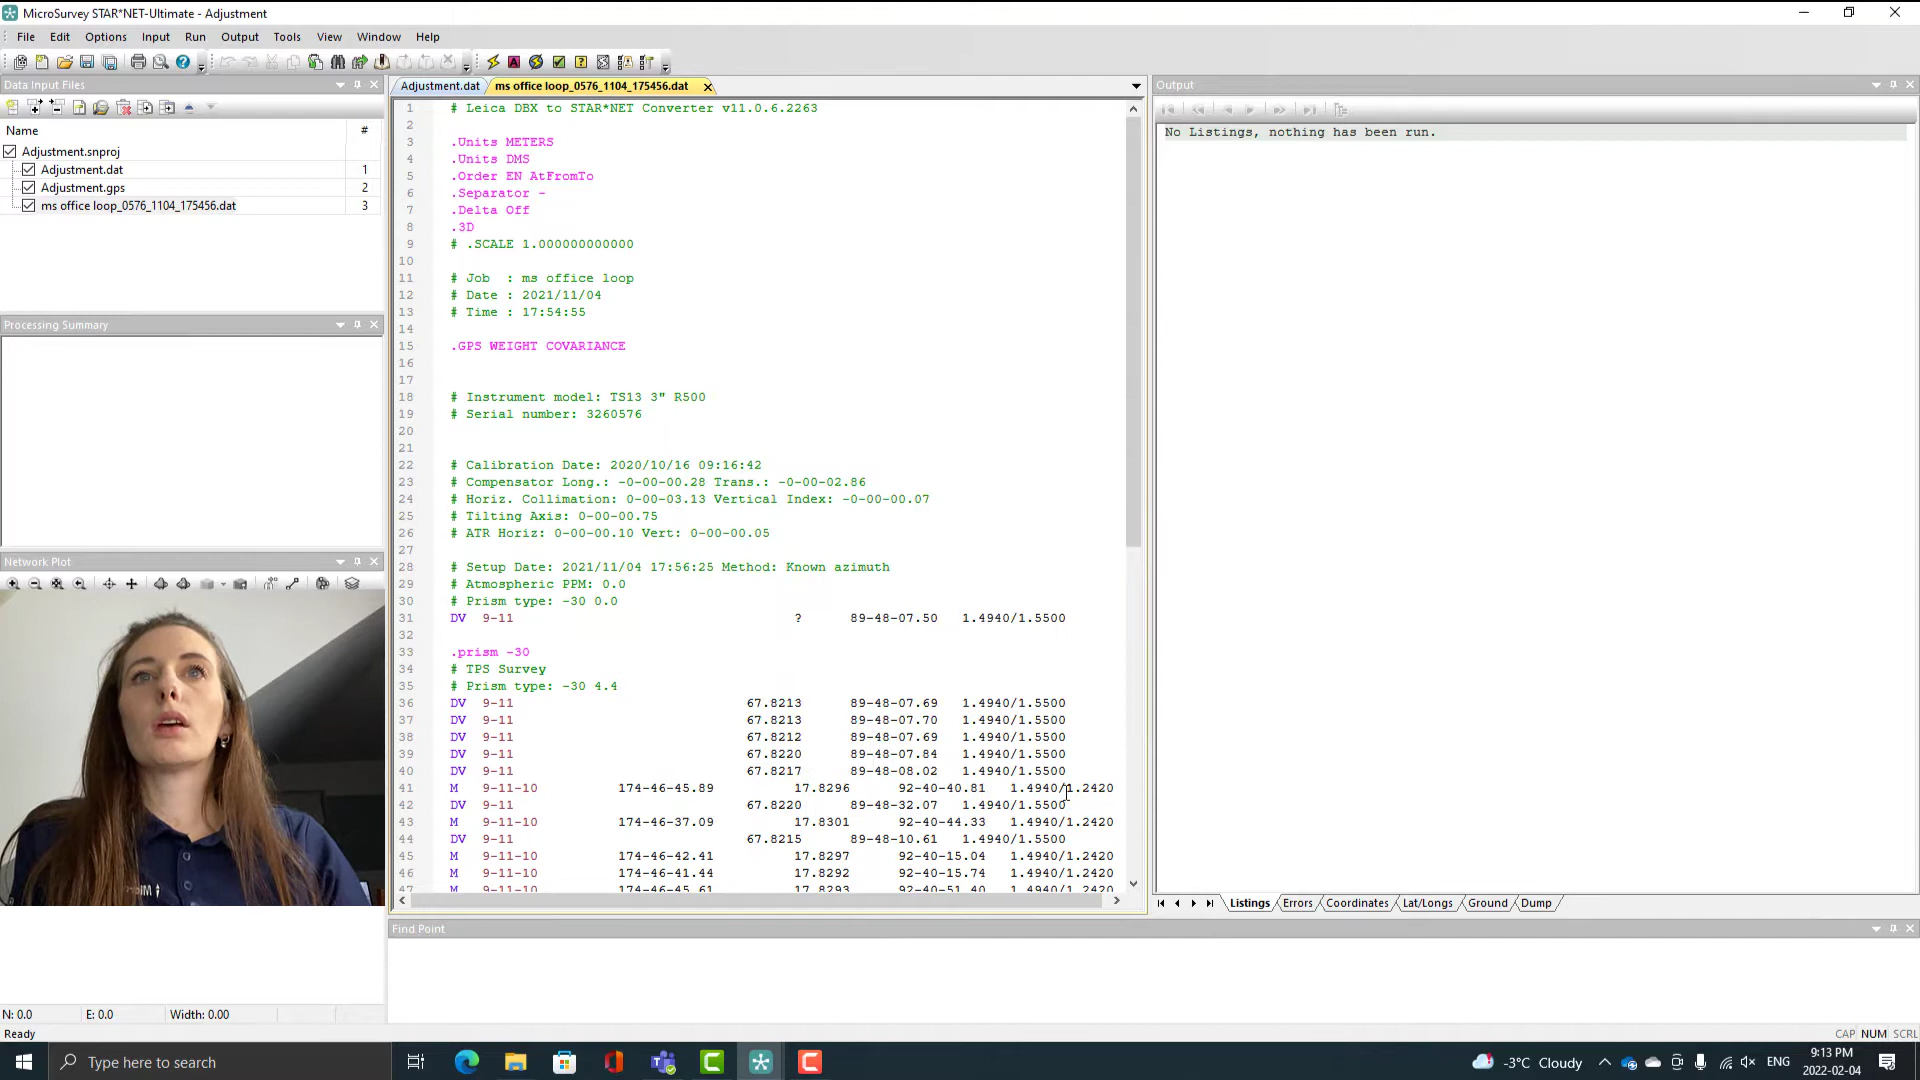 MicroSurvey STAR*NET-Ultimate - Adjustment
File Edit Options Input Run Output Tools View Window Help
Data Input Files
Name #
Adjustment.snproj
Adjustment.dat 1
Adjustment.gps 2
ms office loop_0576_1104_175456.dat 3
Processing Summary
Network Plot
N: 0.0 E: 0.0 Width: 0.00
Adjustment.dat ms office loop_0576_1104_175456.dat
1 # Leica DBX to STAR*NET Converter v11.0.6.2263
2
3 .Units METERS
4 .Units DMS
5 .Order EN AtFromTo
6 .Separator -
7 .Delta Off
8 .3D
9 # .SCALE 1.000000000000
10
11 # Job : ms office loop
12 # Date : 2021/11/04
13 # Time : 17:54:55
14
15 .GPS WEIGHT COVARIANCE
16
17
18 # Instrument model: TS13 3" R500
19 # Serial number: 3260576
20
21
22 # Calibration Date: 2020/10/16 09:16:42
23 # Compensator Long.: -0-00-00.28 Trans.: -0-00-02.86
24 # Horiz. Collimation: 0-00-03.13 Vertical Index: -0-00-00.07
25 # Tilting Axis: 0-00-00.75
26 # ATR Horiz: 0-00-00.10 Vert: 0-00-00.05
27
28 # Setup Date: 2021/11/04 17:56:25 Method: Known azimuth
29 # Atmospheric PPM: 0.0
30 # Prism type: -30 0.0
31 DV 9-11 ? 89-48-07.50 1.4940/1.5500
32
33 .prism -30
34 # TPS Survey
35 # Prism type: -30 4.4
36 DV 9-11 67.8213 89-48-07.69 1.4940/1.5500
37 DV 9-11 67.8213 89-48-07.70 1.4940/1.5500
38 DV 9-11 67.8212 89-48-07.69 1.4940/1.5500
39 DV 9-11 67.8220 89-48-07.84 1.4940/1.5500
40 DV 9-11 67.8217 89-48-08.02 1.4940/1.5500
41 M 9-11-10 174-46-45.89 17.8296 92-40-40.81 1.4940/1.2420
42 DV 9-11 67.8220 89-48-32.07 1.4940/1.5500
43 M 9-11-10 174-46-37.09 17.8301 92-40-44.33 1.4940/1.2420
44 DV 9-11 67.8215 89-48-10.61 1.4940/1.5500
45 M 9-11-10 174-46-42.41 17.8297 92-40-15.04 1.4940/1.2420
46 M 9-11-10 174-46-41.44 17.8292 92-40-15.74 1.4940/1.2420
47 M 9-11-10 174-46-45.61 17.8293 92-40-51.40 1.4940/1.2420
Output
No Listings, nothing has been run.
Listings Errors Coordinates Lat/Longs Ground Dump
Find Point
Ready CAP NUM SCRL
Type here to search
-3°C Cloudy ENG 9:13 PM
2022-02-04